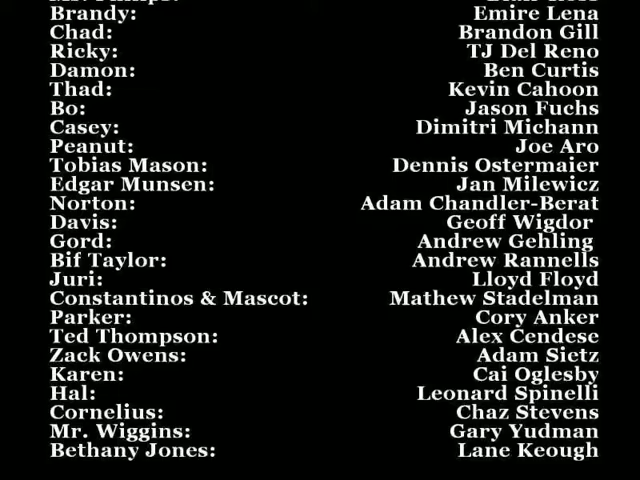 Brandy: Emire Lena
Chad: Brandon Gill
Ricky: TJ Del Reno
Damon: Ben Curtis
Thad: Kevin Cahoon
Bo: Jason Fuchs
Casey: Dimitri Michann
Peanut: Joe Aro
Tobias Mason: Dennis Ostermaier
Edgar Munsen: Jan Milewicz
Norton: Adam Chandler-Berat
Davis: Geoff Wigdor
Gord: Andrew Gehling
Bif Taylor: Andrew Rannells
Juri: Lloyd Floyd
Constantinos & Mascot: Mathew Stadelman
Parker: Cory Anker
Ted Thompson: Alex Cendese
Zack Owens: Adam Sietz
Karen: Cai Oglesby
Hal: Leonard Spinelli
Cornelius: Chaz Stevens
Mr. Wiggins: Gary Yudman
Bethany Jones: Lane Keough